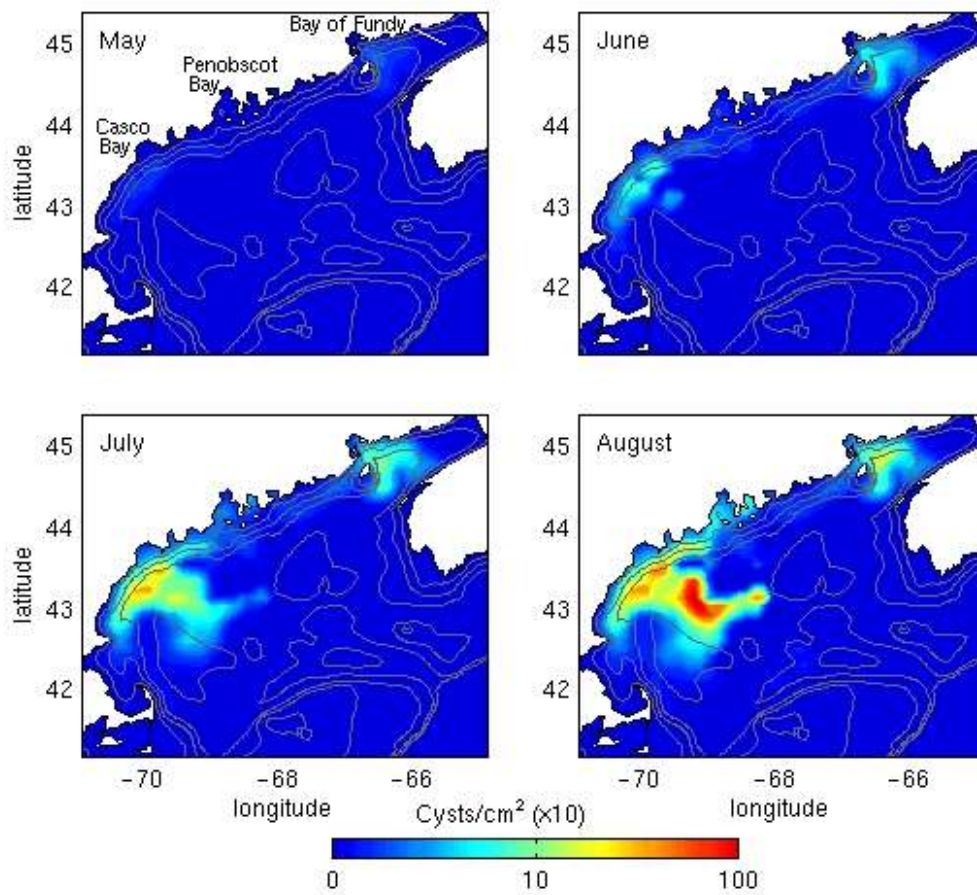 May
Bay of Fundy
Penobscot
Bay
Casco
Bay
45
44
43
42
latitude
June
45
44
43
42
July
45
44
43
42
latitude
−70
−68
−66
longitude
August
45
44
43
42
−70
−68
−66
longitude
Cysts/cm² (×10)
0
10
100